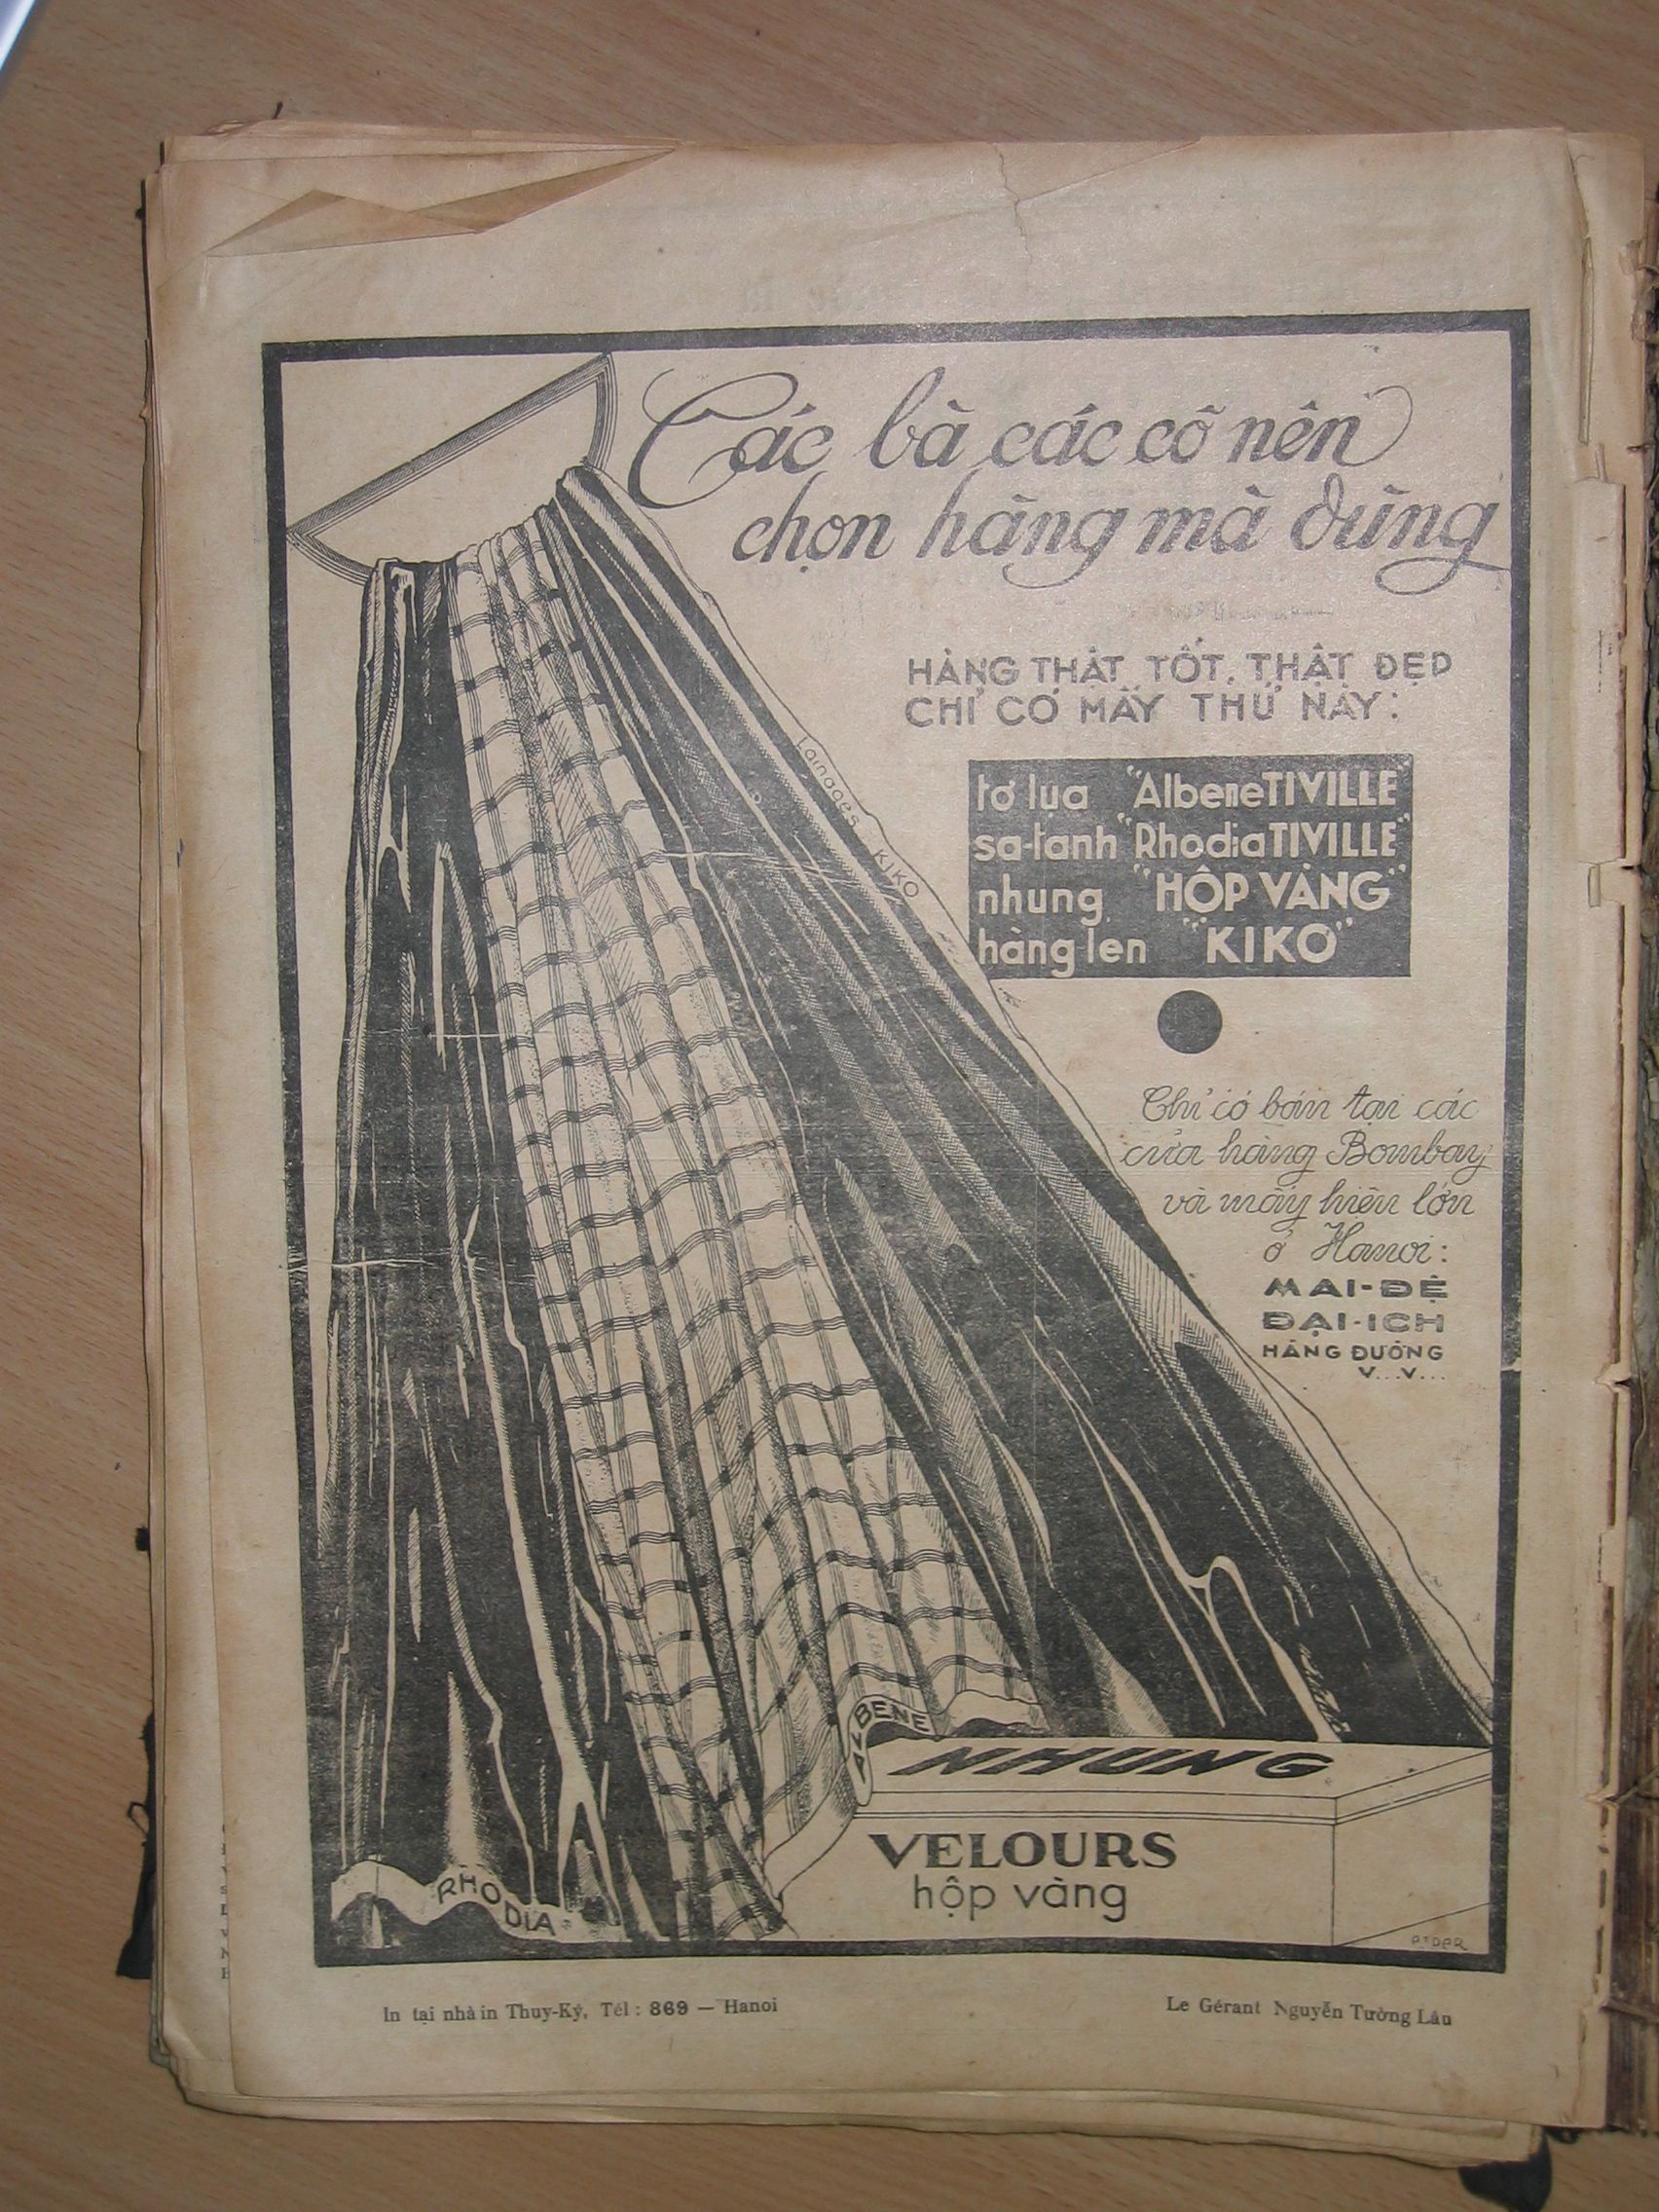 Các bà các cô nên
chọn hàng mà dùng
HÀNG THẬT TỐT, THẬT ĐẸP
CHỈ CÓ MẤY THỨ NÀY:
tơ lụa "Albene TIVILLE"
sa-tanh "Rhodia TIVILLE"
nhung "HỘP VÀNG"
hàng len "KIKO"
Lainages KIKO
Chỉ có bán tại các
cửa hàng Bombay
và mấy hiệu lớn
ở Hanoi:
MAI-ĐỆ
ĐẠI-ICH
HÀNG ĐƯỜNG
V...V...
ALBENE
NHUNG
VELOURS
hộp vàng
RHODIA
In tại nhà in Thuy-Ký, Tél: 869 — Hanoi
Le Gérant Nguyễn Tường Lân